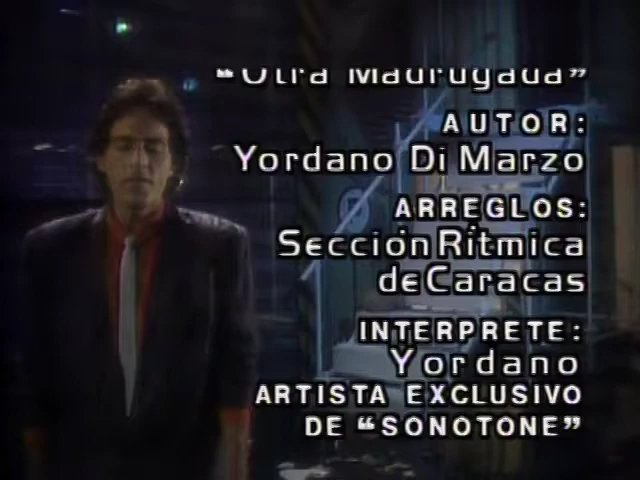 “Otra Madrugada”
AUTOR:
Yordano Di Marzo
ARREGLOS:
Sección Rítmica
de Caracas
INTERPRETE:
Yordano
ARTISTA EXCLUSIVO
DE “SONOTONE”